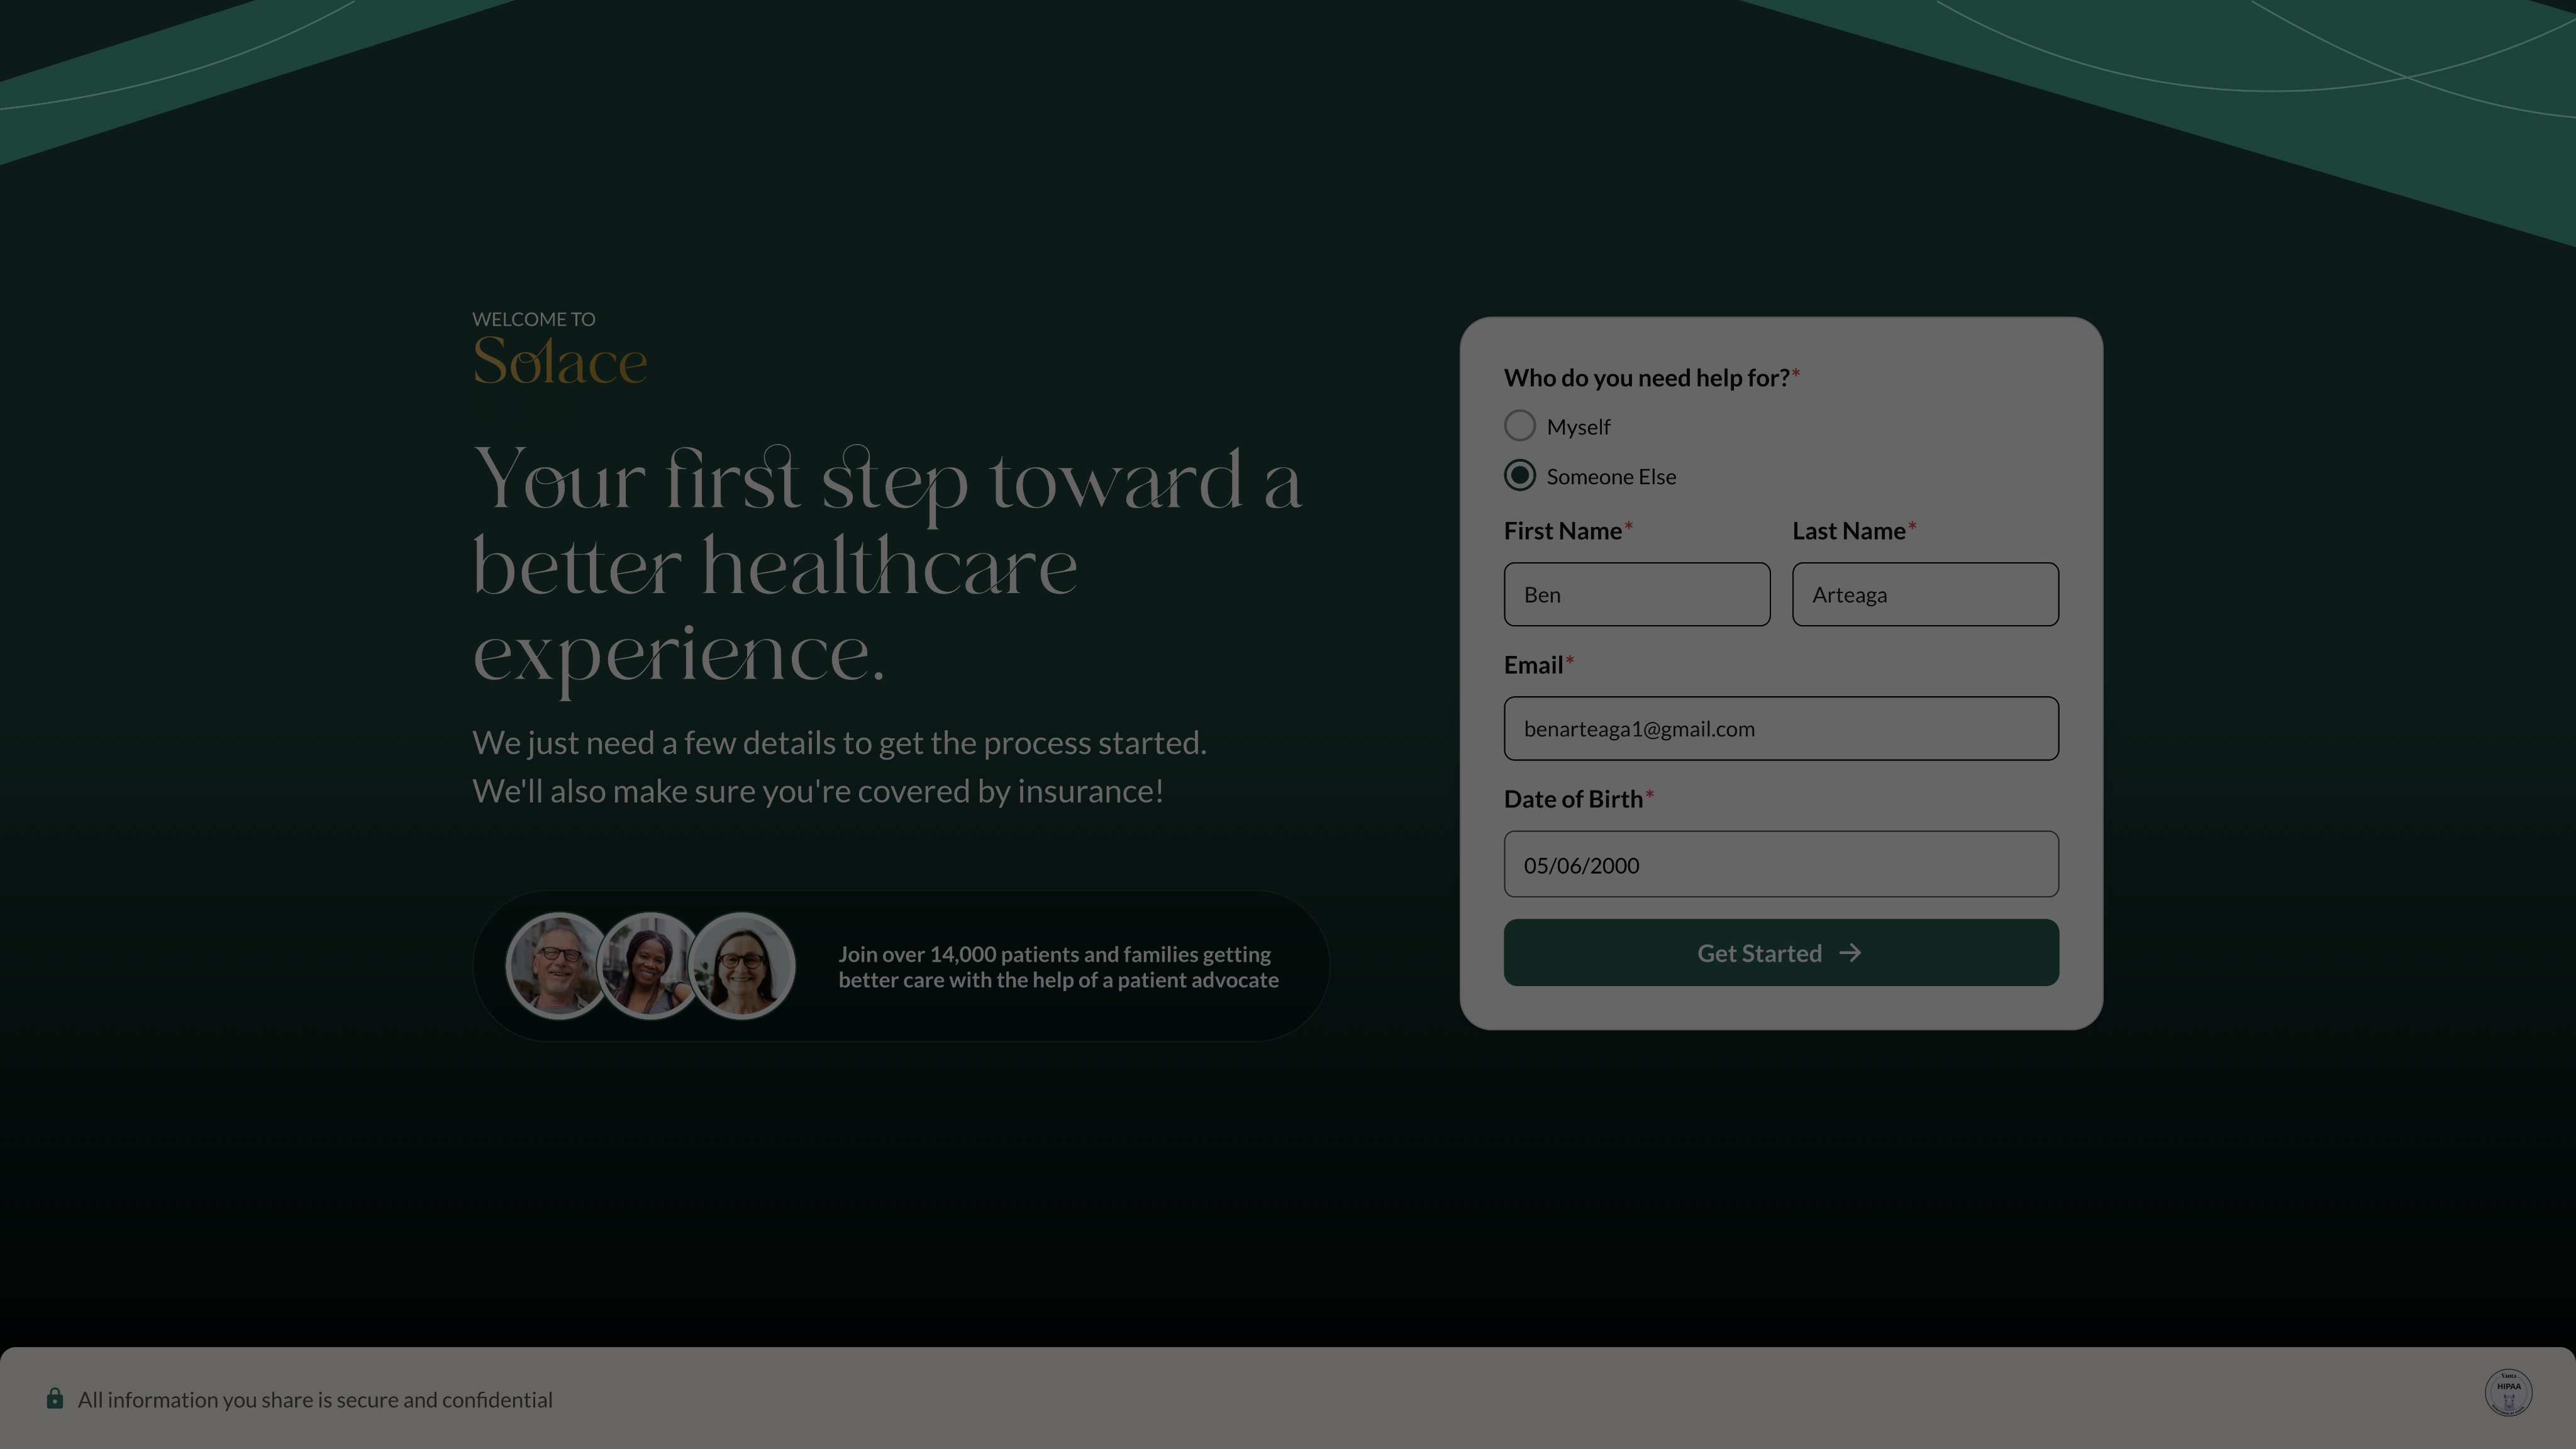 WELCOME TO
Solace
Your first step toward a
better healthcare
experience.
We just need a few details to get the process started.
We'll also make sure you're covered by insurance!
Join over 14,000 patients and families getting
better care with the help of a patient advocate
Who do you need help for?*
Myself
Someone Else
First Name*
Last Name*
Ben
Arteaga
Email*
benarteaga1@gmail.com
Date of Birth*
05/06/2000
Get Started
All information you share is secure and confidential
Vanta
HIPAA